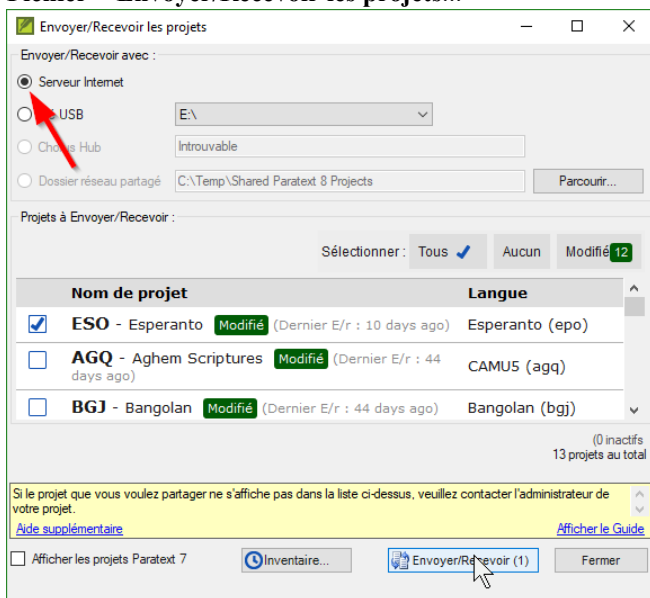 Envoyer/Recevoir les projets
Envoyer/Recevoir avec :
Serveur Internet
USB E:\
Chorus Hub Introuvable
Dossier réseau partagé C:\Temp\Shared Paratext 8 Projects Parcourir...
Projets à Envoyer/Recevoir :
Sélectionner : Tous Aucun Modifié 12
Nom de projet Langue
ESO - Esperanto Modifié (Dernier E/r : 10 days ago) Esperanto (epo)
AGQ - Aghem Scriptures Modifié (Dernier E/r : 44
days ago) CAMU5 (agq)
BGJ - Bangolan Modifié (Dernier E/r : 44 days ago) Bangolan (bgj)
(0 inactifs
13 projets au total
Si le projet que vous voulez partager ne s'affiche pas dans la liste ci-dessus, veuillez contacter l'administrateur de
votre projet.
Aide supplémentaire Afficher le Guide
Afficher les projets Paratext 7 Inventaire... Envoyer/Recevoir (1) Fermer